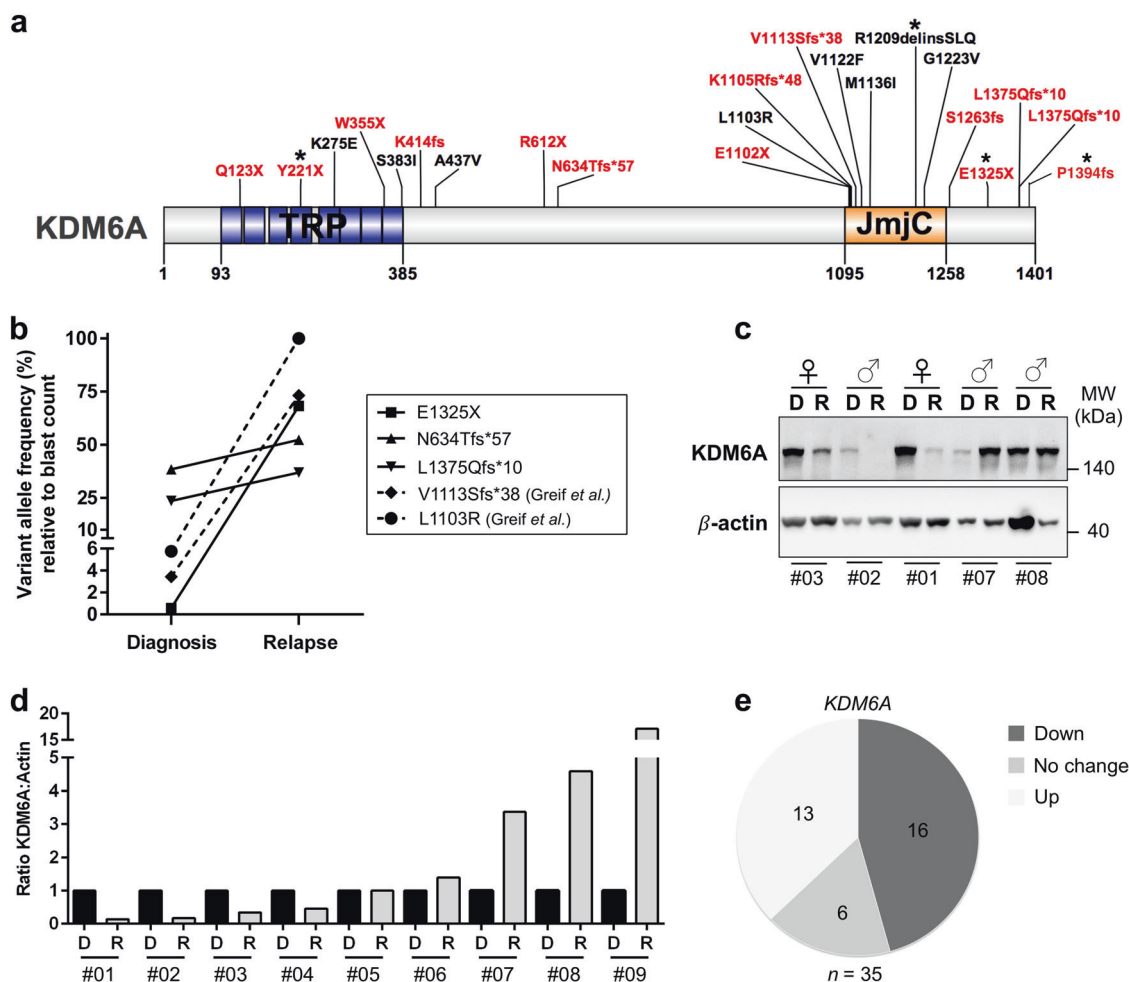 a
V1113Sfs*38 R1209delinsSLQ *
V1122F G1223V
K1105Rfs*48 M1136I L1375Qfs*10
W355X L1103R S1263fs L1375Qfs*10
K275E K414fs R612X
* S383I A437V E1102X * *
Q123X Y221X N634Tfs*57 E1325X P1394fs
KDM6A TRP JmjC
1 93 385 1095 1258 1401
b
Variant allele frequency (%)
relative to blast count
100
75
50
25
10
6
4
2
0
Diagnosis Relapse
E1325X
N634Tfs*57
L1375Qfs*10
V1113Sfs*38 (Greif et al.)
L1103R (Greif et al.)
c
♀ ♂ ♀ ♂ ♂
D R D R D R D R D R MW
(kDa)
KDM6A
140
β-actin
40
#03 #02 #01 #07 #08
d
Ratio KDM6A:Actin
20
15
5
4
3
2
1
0
D R D R D R D R D R D R D R D R D R
#01 #02 #03 #04 #05 #06 #07 #08 #09
e
KDM6A
Down
No change
Up
13
16
6
n = 35